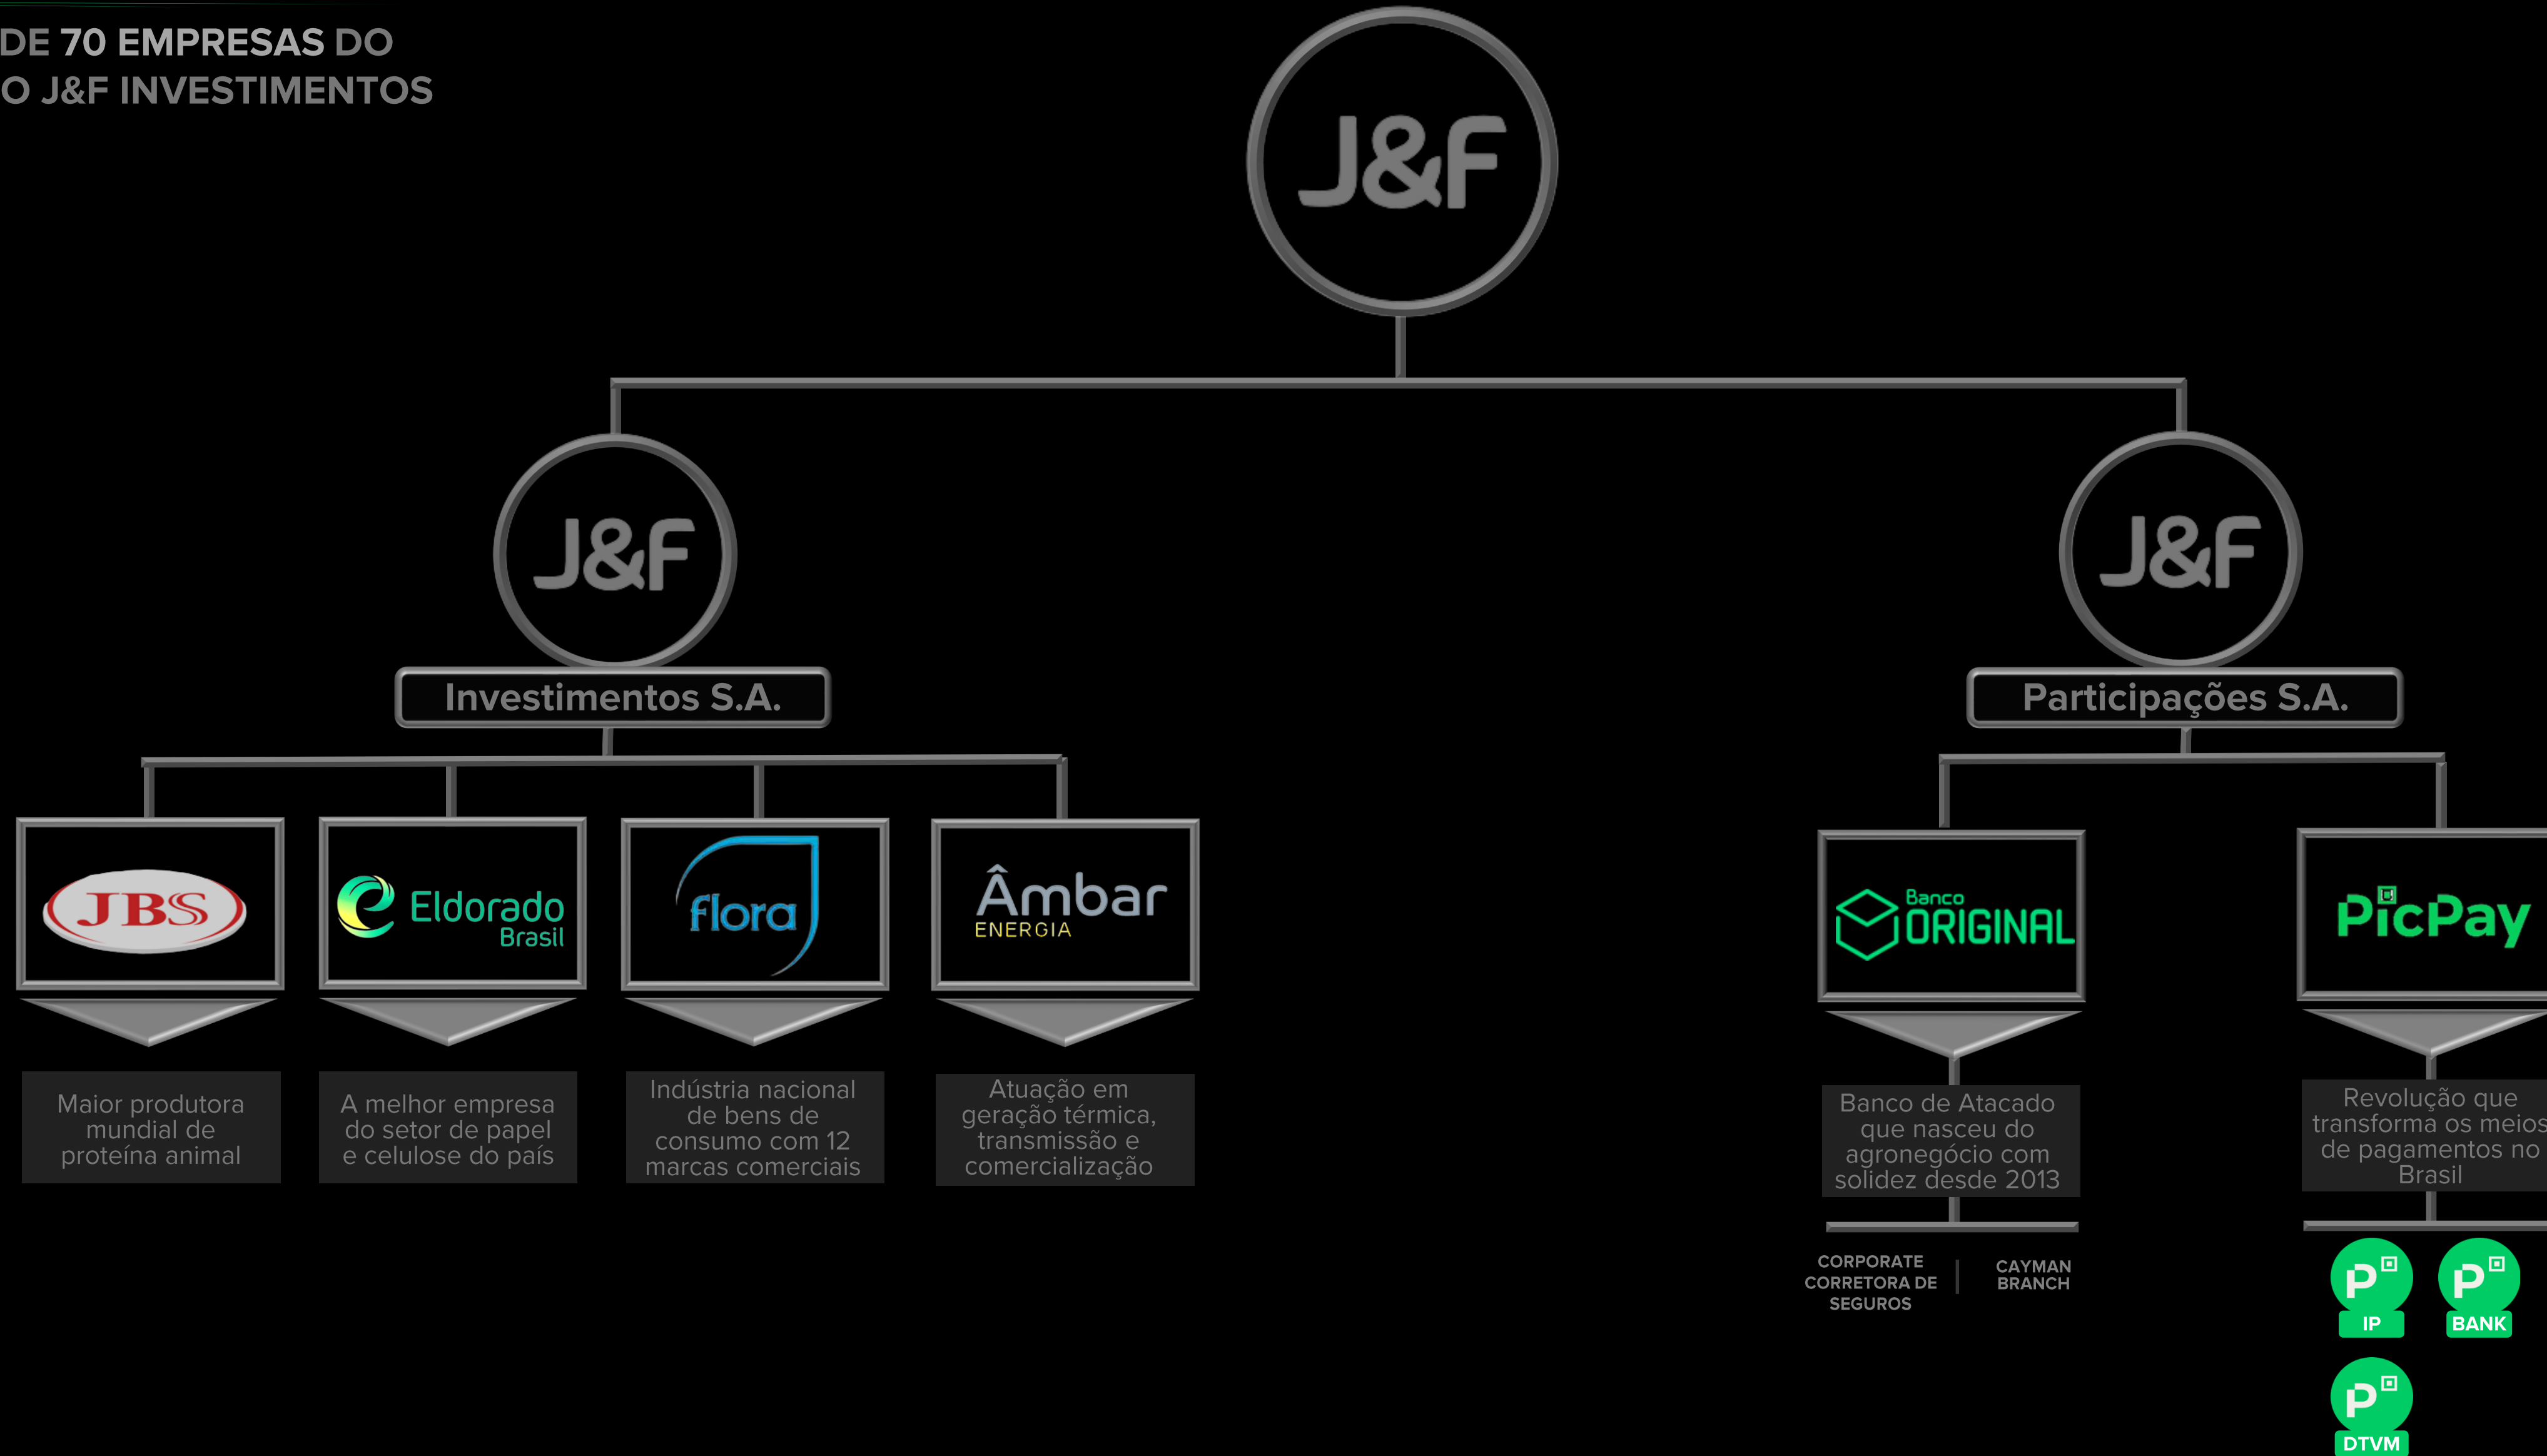 DE 70 EMPRESAS DO
O J&F INVESTIMENTOS
J&F
J&F
J&F
Investimentos S.A.
Participações S.A.
JBS
Eldorado
Brasil
flora
Âmbar
ENERGIA
Banco
ORIGINAL
PicPay
Maior produtora
mundial de
proteína animal
A melhor empresa
do setor de papel
e celulose do país
Indústria nacional
de bens de
consumo com 12
marcas comerciais
Atuação em
geração térmica,
transmissão e
comercialização
Banco de Atacado
que nasceu do
agronegócio com
solidez desde 2013
Revolução que
transforma os meios
de pagamentos no
Brasil
CORPORATE
CORRETORA DE
SEGUROS
CAYMAN
BRANCH
P
IP
P
BANK
P
DTVM